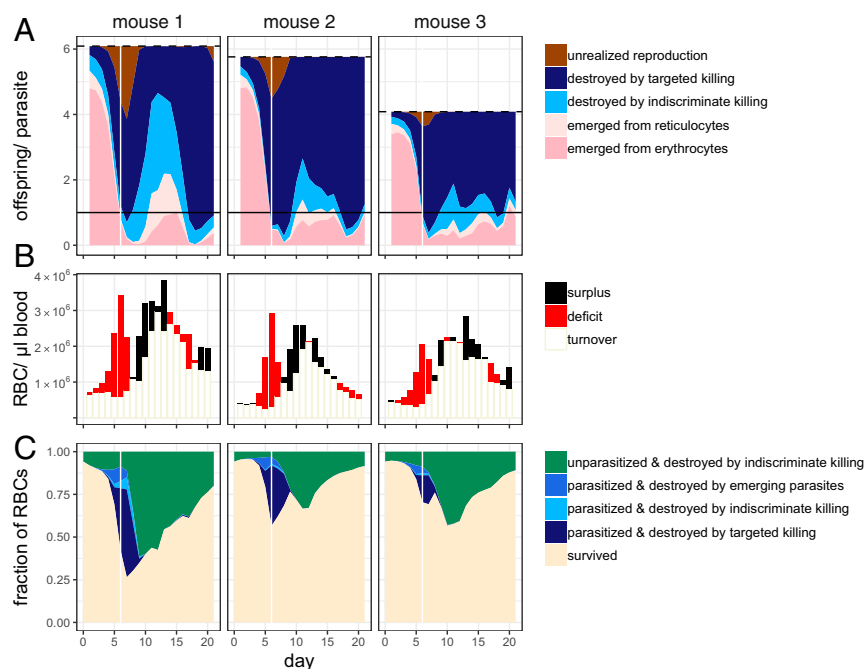 mouse 1
mouse 2
mouse 3
A
offspring/ parasite
6
4
2
0
unrealized reproduction
destroyed by targeted killing
destroyed by indiscriminate killing
emerged from reticulocytes
emerged from erythrocytes
B
RBC/ µl blood
4 × 10⁶
3 × 10⁶
2 × 10⁶
1 × 10⁶
surplus
deficit
turnover
C
fraction of RBCs
1.00
0.75
0.50
0.25
0.00
unparasitized & destroyed by indiscriminate killing
parasitized & destroyed by emerging parasites
parasitized & destroyed by indiscriminate killing
parasitized & destroyed by targeted killing
survived
0 5 10 15 20 0 5 10 15 20 0 5 10 15 20
day